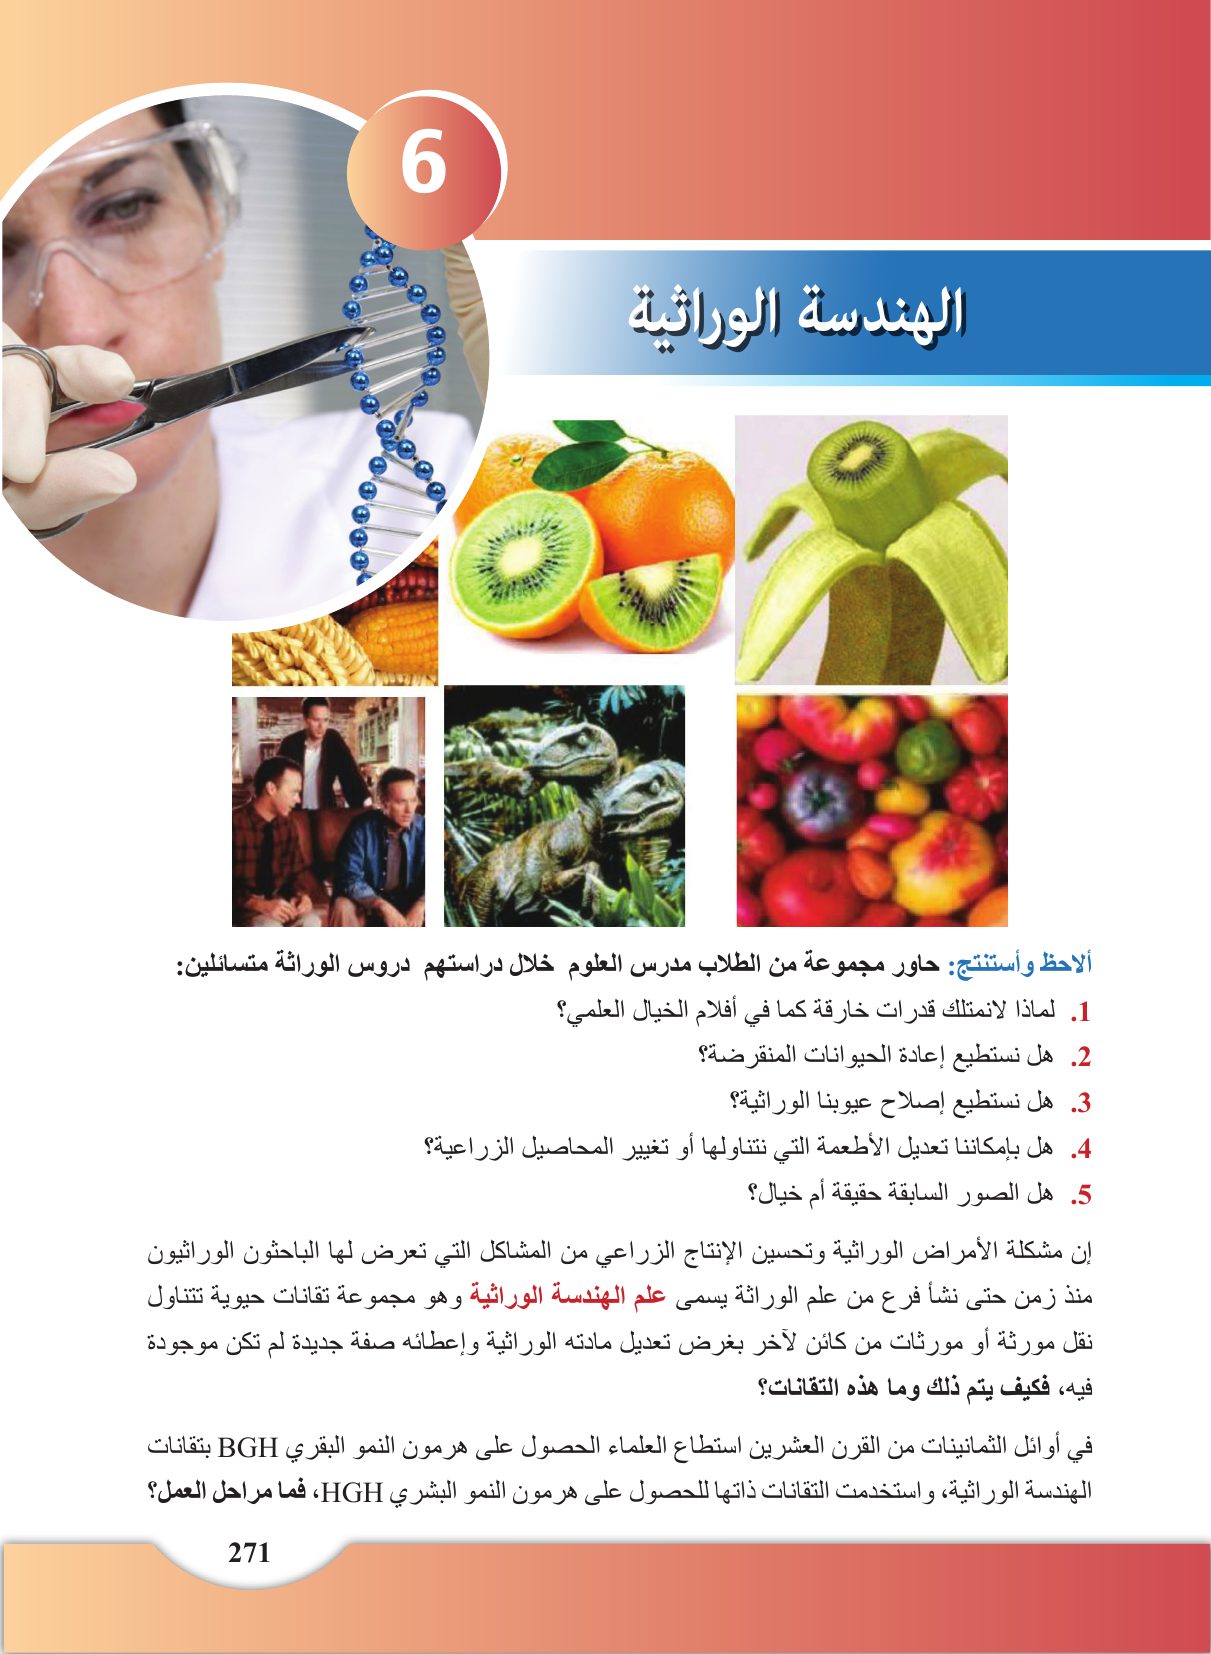 6
الهندسة الوراثية
ألاحظ وأستنتج: حاور مجموعة من الطلاب مدرس العلوم خلال دراستهم دروس الوراثة متسائلين:
1. لماذا لانمتلك قدرات خارقة كما في أفلام الخيال العلمي؟
2. هل نستطيع إعادة الحيوانات المنقرضة؟
3. هل نستطيع إصلاح عيوبنا الوراثية؟
4. هل بإمكاننا تعديل الأطعمة التي نتناولها أو تغيير المحاصيل الزراعية؟
5. هل الصور السابقة حقيقة أم خيال؟
إن مشكلة الأمراض الوراثية وتحسين الإنتاج الزراعي من المشاكل التي تعرض لها الباحثون الوراثيون
منذ زمن حتى نشأ فرع من علم الوراثة يسمى علم الهندسة الوراثية وهو مجموعة تقانات حيوية تتناول
نقل مورثة أو مورثات من كائن لآخر بغرض تعديل مادته الوراثية وإعطائه صفة جديدة لم تكن موجودة
فيه، فكيف يتم ذلك وما هذه التقانات؟
في أوائل الثمانينات من القرن العشرين استطاع العلماء الحصول على هرمون النمو البقري BGH بتقانات
الهندسة الوراثية، واستخدمت التقانات ذاتها للحصول على هرمون النمو البشري HGH، فما مراحل العمل؟
271